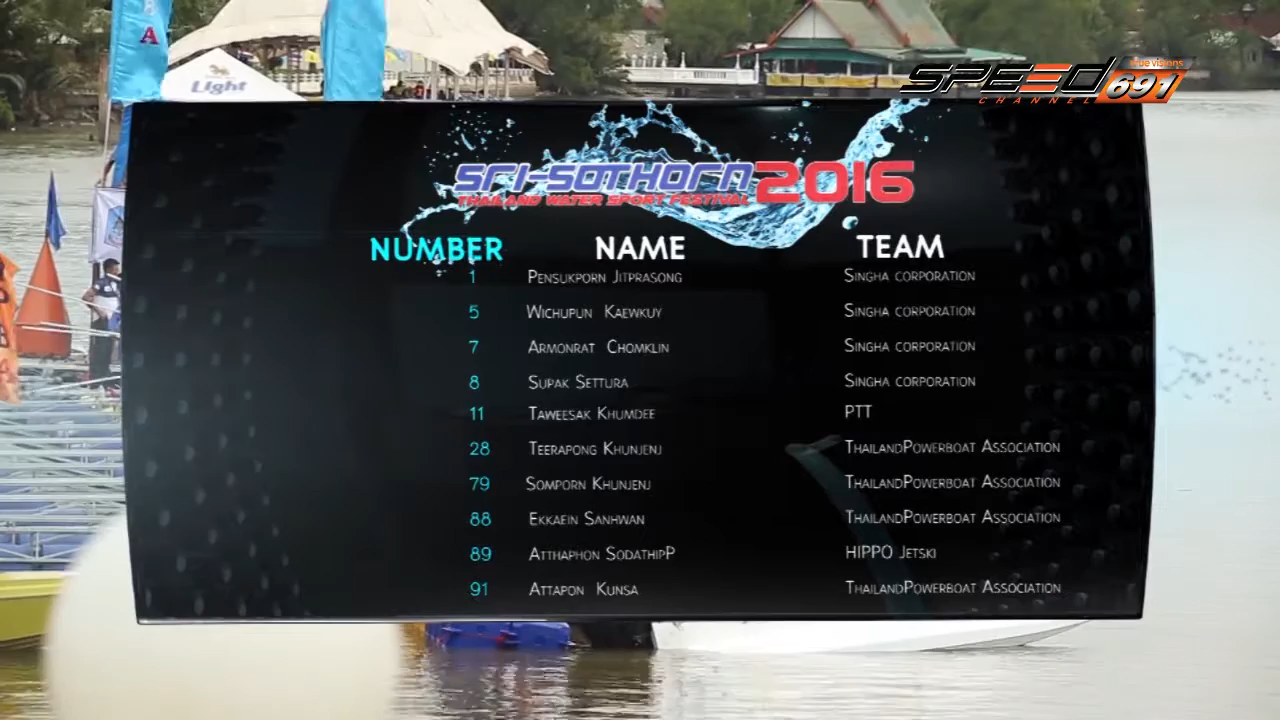 A
Light
true visions
SPEED 691
CHANNEL
Sri-Sothorn 2016
THAILAND WATER SPORT FESTIVAL
NUMBER NAME TEAM
1 Pensukporn Jitprasong Singha corporation
5 Wichupun Kaewkuy Singha corporation
7 Armonrat Chomklin Singha corporation
8 Supak Settura Singha corporation
11 Taweesak Khumdee PTT
28 Teerapong Khunjenj ThailandPowerboat Association
79 Somporn Khunjenj ThailandPowerboat Association
88 Ekkaein Sanhwan ThailandPowerboat Association
89 Atthaphon SodathipP HIPPO Jetski
91 Attapon Kunsa ThailandPowerboat Association